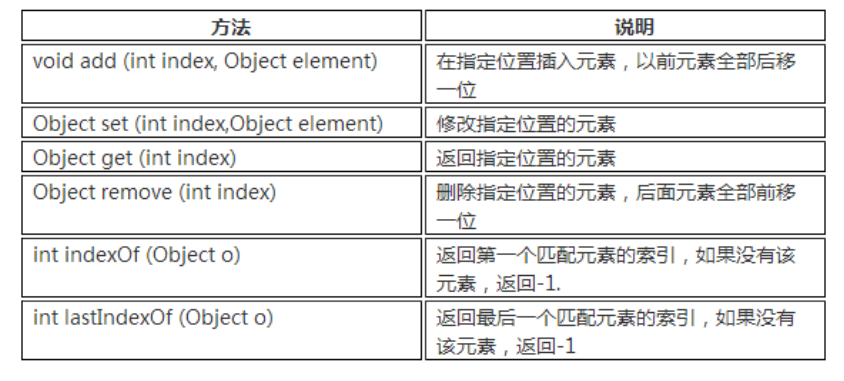 方法 说明
void add (int index, Object element) 在指定位置插入元素，以前元素全部后移
一位
Object set (int index,Object element) 修改指定位置的元素
Object get (int index) 返回指定位置的元素
Object remove (int index) 删除指定位置的元素，后面元素全部前移
一位
int indexOf (Object o) 返回第一个匹配元素的索引，如果没有该
元素，返回-1.
int lastIndexOf (Object o) 返回最后一个匹配元素的索引，如果没有
该元素，返回-1